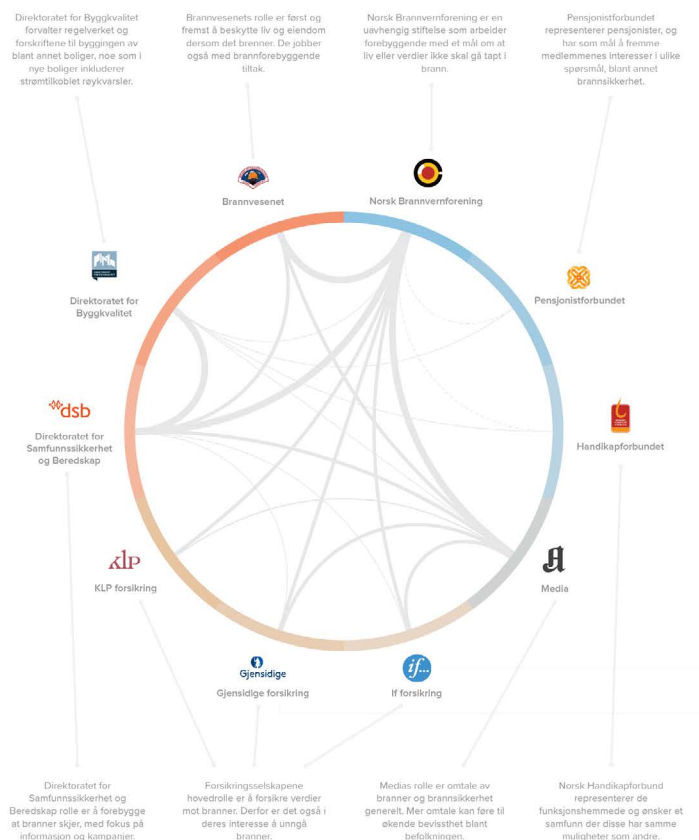 Direktoratet for Byggkvalitet
forvalter regelverket og
forskriftene til byggingen av
blant annet boliger, noe som i
nye boliger inkluderer
strømtilkoblet røykvarsler.
Brannvesenets rolle er først og
fremst å beskytte liv og eiendom
dersom det brenner. De jobber
også med brannforebyggende
tiltak.
Norsk Brannvernforening er en
uavhengig stiftelse som arbeider
forebyggende med et mål om at
liv eller verdier ikke skal gå tapt i
brann.
Pensjonistforbundet
representerer pensjonister, og
har som mål å fremme
medlemmenes interesser i ulike
spørsmål, blant annet
brannsikkerhet.
Brannvesenet
Norsk Brannvernforening
Direktoratet for
Byggkvalitet
Pensjonistforbundet
dsb
Direktoratet for
Samfunnssikkerhet
og Beredskap
Handikapforbundet
KLP
KLP forsikring
A
Media
Gjensidige
Gjensidige forsikring
if...
If forsikring
Direktoratet for
Samfunnssikkerhet og
Beredskap rolle er å forebygge
at branner skjer, med fokus på
informasjon og kampanjer.
Forsikringsselskapene
hovedrolle er å forsikre verdier
mot branner. Derfor er det også i
deres interesse å unngå
branner.
Medias rolle er omtale av
branner og brannsikkerhet
generelt. Mer omtale kan føre til
økende bevissthet blant
befolkningen.
Norsk Handikapforbund
representerer de
funksjonshemmede og ønsker et
samfunn der disse har samme
muligheter som andre.